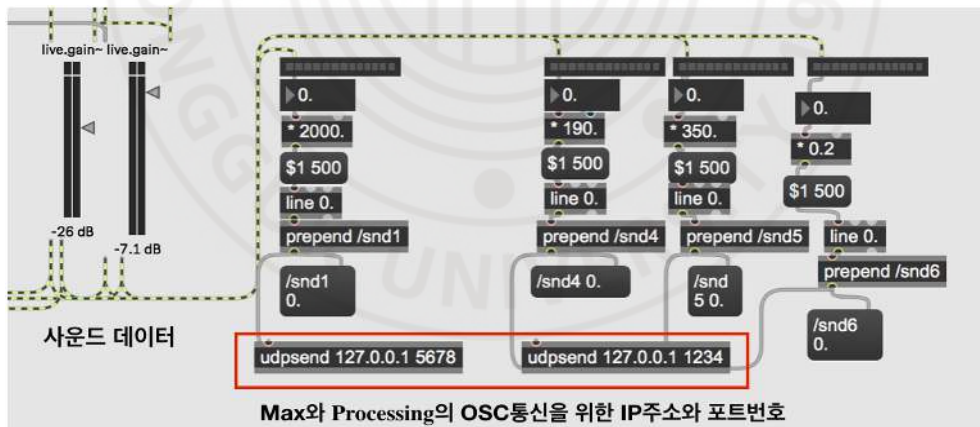 live.gain~ live.gain~
-26 dB
-7.1 dB
0.
* 2000.
$1 500
line 0.
prepend /snd1
/snd1
0.
0.
* 190.
$1 500
line 0.
prepend /snd4
/snd4 0.
0.
* 350.
$1 500
line 0.
prepend /snd5
/snd
5 0.
0.
* 0.2
$1 500
line 0.
prepend /snd6
/snd6
0.
사운드 데이터
udpsend 127.0.0.1 5678
udpsend 127.0.0.1 1234
Max와 Processing의 OSC통신을 위한 IP주소와 포트번호